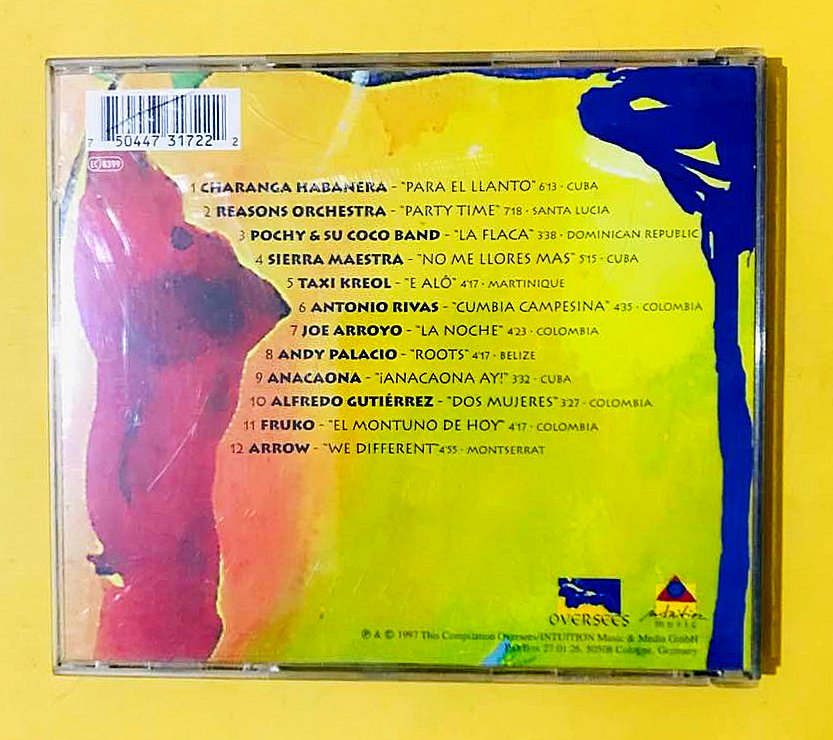 7 50447 31722 2
LC 8399
1 CHARANGA HABANERA - "PARA EL LLANTO" 6'13 · CUBA
2 REASONS ORCHESTRA - "PARTY TIME" 7'18 · SANTA LUCIA
3 POCHY & SU COCO BAND - "LA FLACA" 3'38 · DOMINICAN REPUBLIC
4 SIERRA MAESTRA - "NO ME LLORES MAS" 5'15 · CUBA
5 TAXI KREOL - "E ALÔ" 4'17 · MARTINIQUE
6 ANTONIO RIVAS - "CUMBIA CAMPESINA" 4'35 · COLOMBIA
7 JOE ARROYO - "LA NOCHE" 4'23 · COLOMBIA
8 ANDY PALACIO - "ROOTS" 4'17 · BELIZE
9 ANACAONA - "¡ANACAONA AY!" 3'32 · CUBA
10 ALFREDO GUTIÉRREZ - "DOS MUJERES" 3'27 · COLOMBIA
11 FRUKO - "EL MONTUNO DE HOY" 4'17 · COLOMBIA
12 ARROW - "WE DIFFERENT" 4'55 · MONTSERRAT
OVERSEES
intuition
music
℗ & © 1997 This Compilation Oversees/INTUITION Music & Media GmbH
P.O.Box 27 01 26, 50508 Cologne, Germany